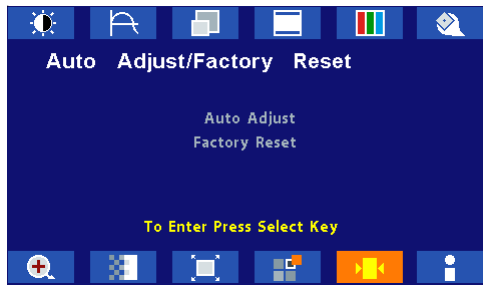 Auto Adjust/Factory Reset
Auto Adjust
Factory Reset
To Enter Press Select Key